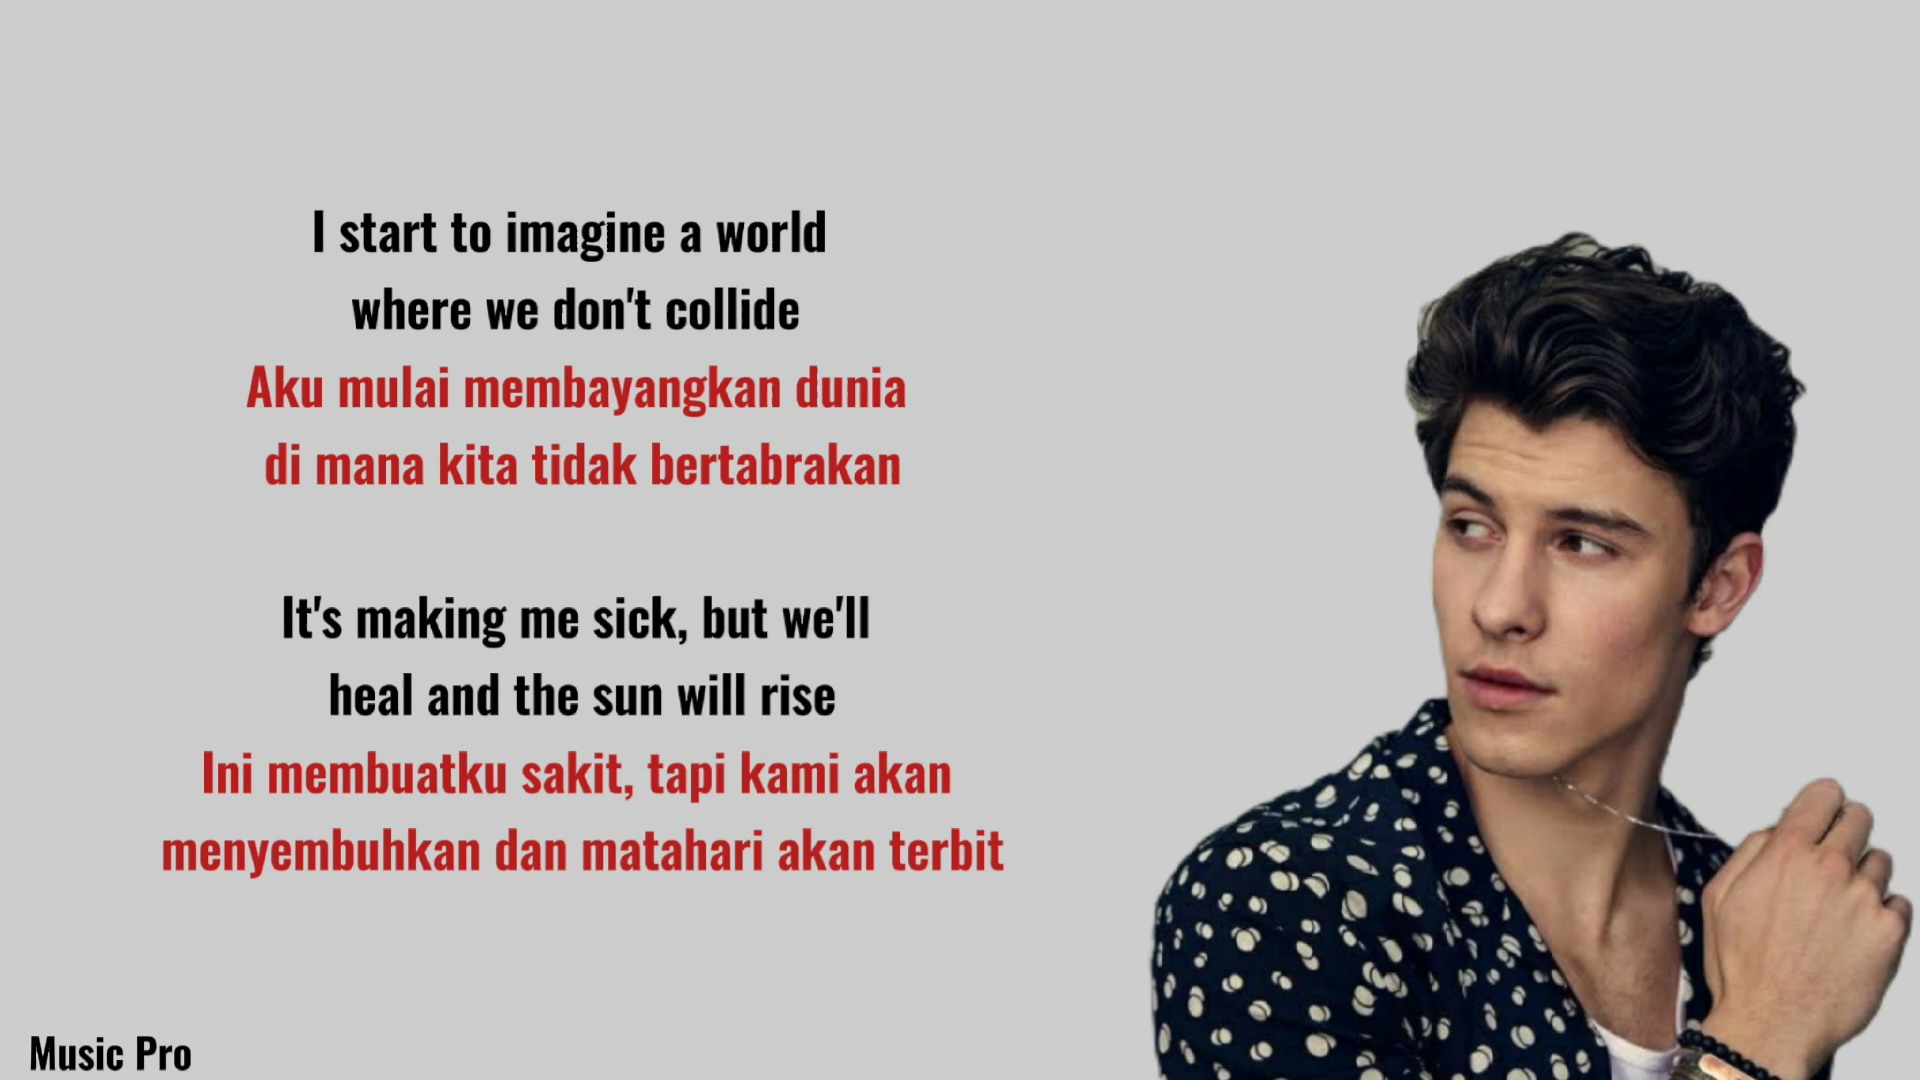 I start to imagine a world
where we don't collide
Aku mulai membayangkan dunia
di mana kita tidak bertabrakan
It's making me sick, but we'll
heal and the sun will rise
Ini membuatku sakit, tapi kami akan
menyembuhkan dan matahari akan terbit
Music Pro